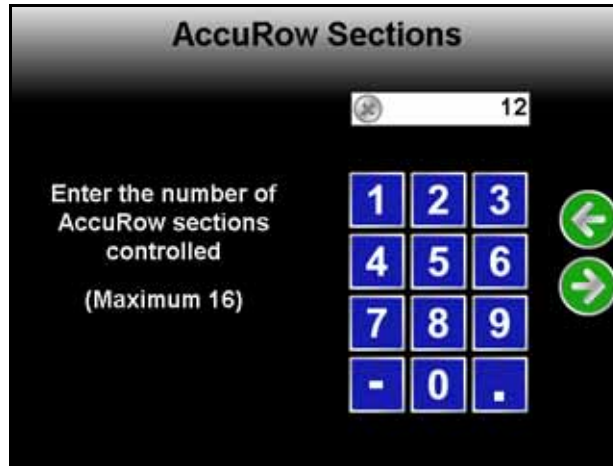 AccuRow Sections
12
Enter the number of
AccuRow sections
controlled
(Maximum 16)
1 2 3
4 5 6
7 8 9
- 0 .